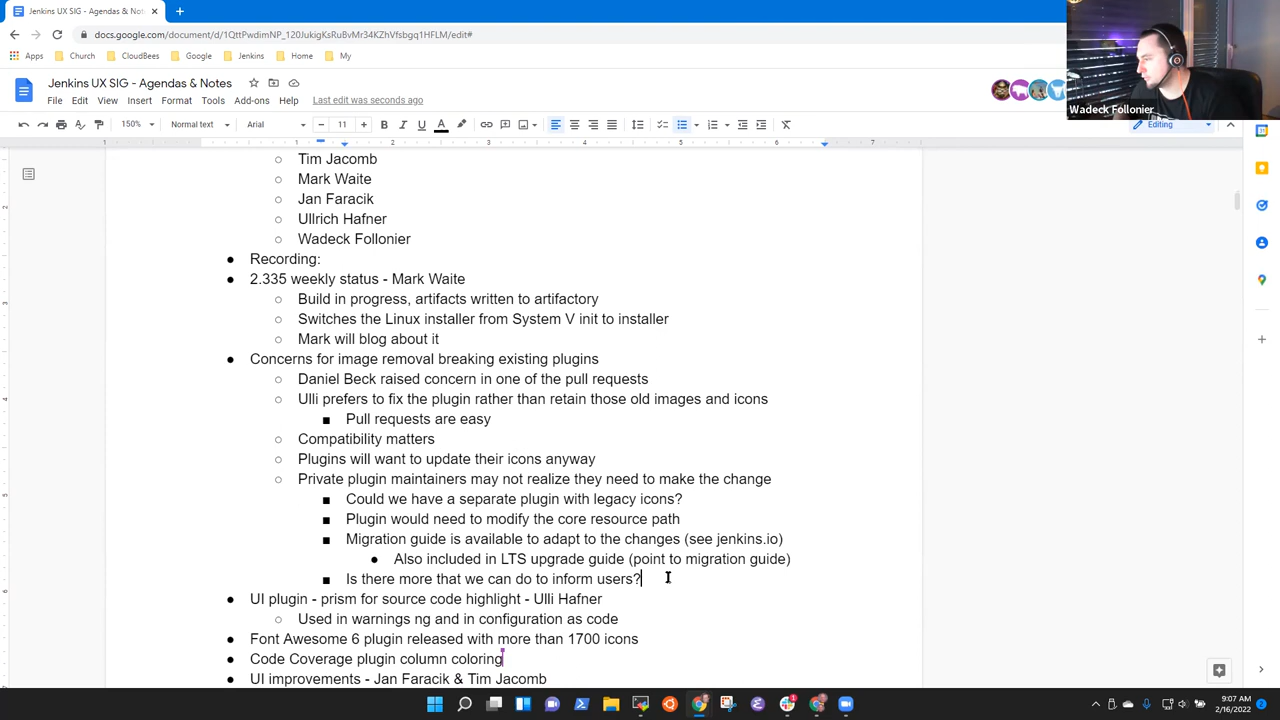 Jenkins UX SIG - Agendas & Not
docs.google.com/document/d/1QttPwdimNP_120JukigKsRuBvMr34KZhVfsbgq1HFLM/edit#
Apps Church CloudBees Google Jenkins Home My
Jenkins UX SIG - Agendas & Notes
File Edit View Insert Format Tools Add-ons Help Last edit was seconds ago
150% Normal text Arial 11 Editing
Wadeck Follonier
Tim Jacomb
Mark Waite
Jan Faracik
Ullrich Hafner
Wadeck Follonier
Recording:
2.335 weekly status - Mark Waite
Build in progress, artifacts written to artifactory
Switches the Linux installer from System V init to installer
Mark will blog about it
Concerns for image removal breaking existing plugins
Daniel Beck raised concern in one of the pull requests
Ulli prefers to fix the plugin rather than retain those old images and icons
Pull requests are easy
Compatibility matters
Plugins will want to update their icons anyway
Private plugin maintainers may not realize they need to make the change
Could we have a separate plugin with legacy icons?
Plugin would need to modify the core resource path
Migration guide is available to adapt to the changes (see jenkins.io)
Also included in LTS upgrade guide (point to migration guide)
Is there more that we can do to inform users?
UI plugin - prism for source code highlight - Ulli Hafner
Used in warnings ng and in configuration as code
Font Awesome 6 plugin released with more than 1700 icons
Code Coverage plugin column coloring
UI improvements - Jan Faracik & Tim Jacomb
9:07 AM
2/16/2022